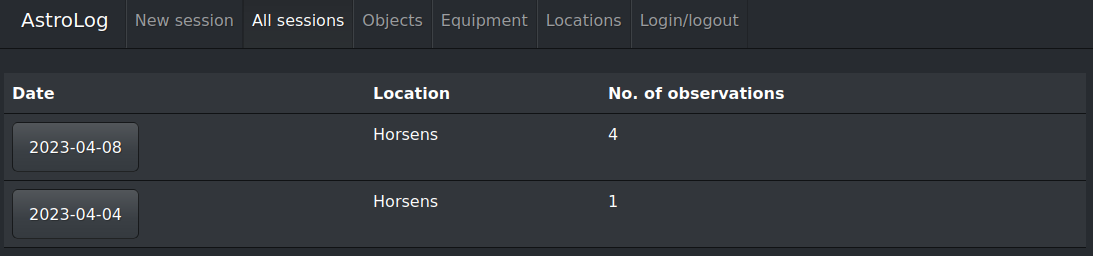 AstroLog New session All sessions Objects Equipment Locations Login/logout
Date Location No. of observations
2023-04-08 Horsens 4
2023-04-04 Horsens 1